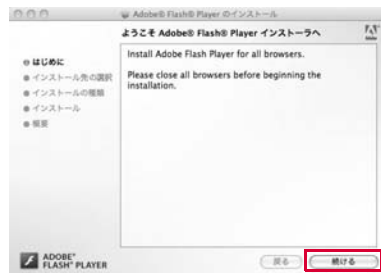 Adobe® Flash® Player のインストール
ようこそ Adobe® Flash® Player インストーラへ
はじめに
インストール先の選択
インストールの種類
インストール
概要
Install Adobe Flash Player for all browsers.
Please close all browsers before beginning the
installation.
ADOBE®
FLASH® PLAYER
戻る
続ける